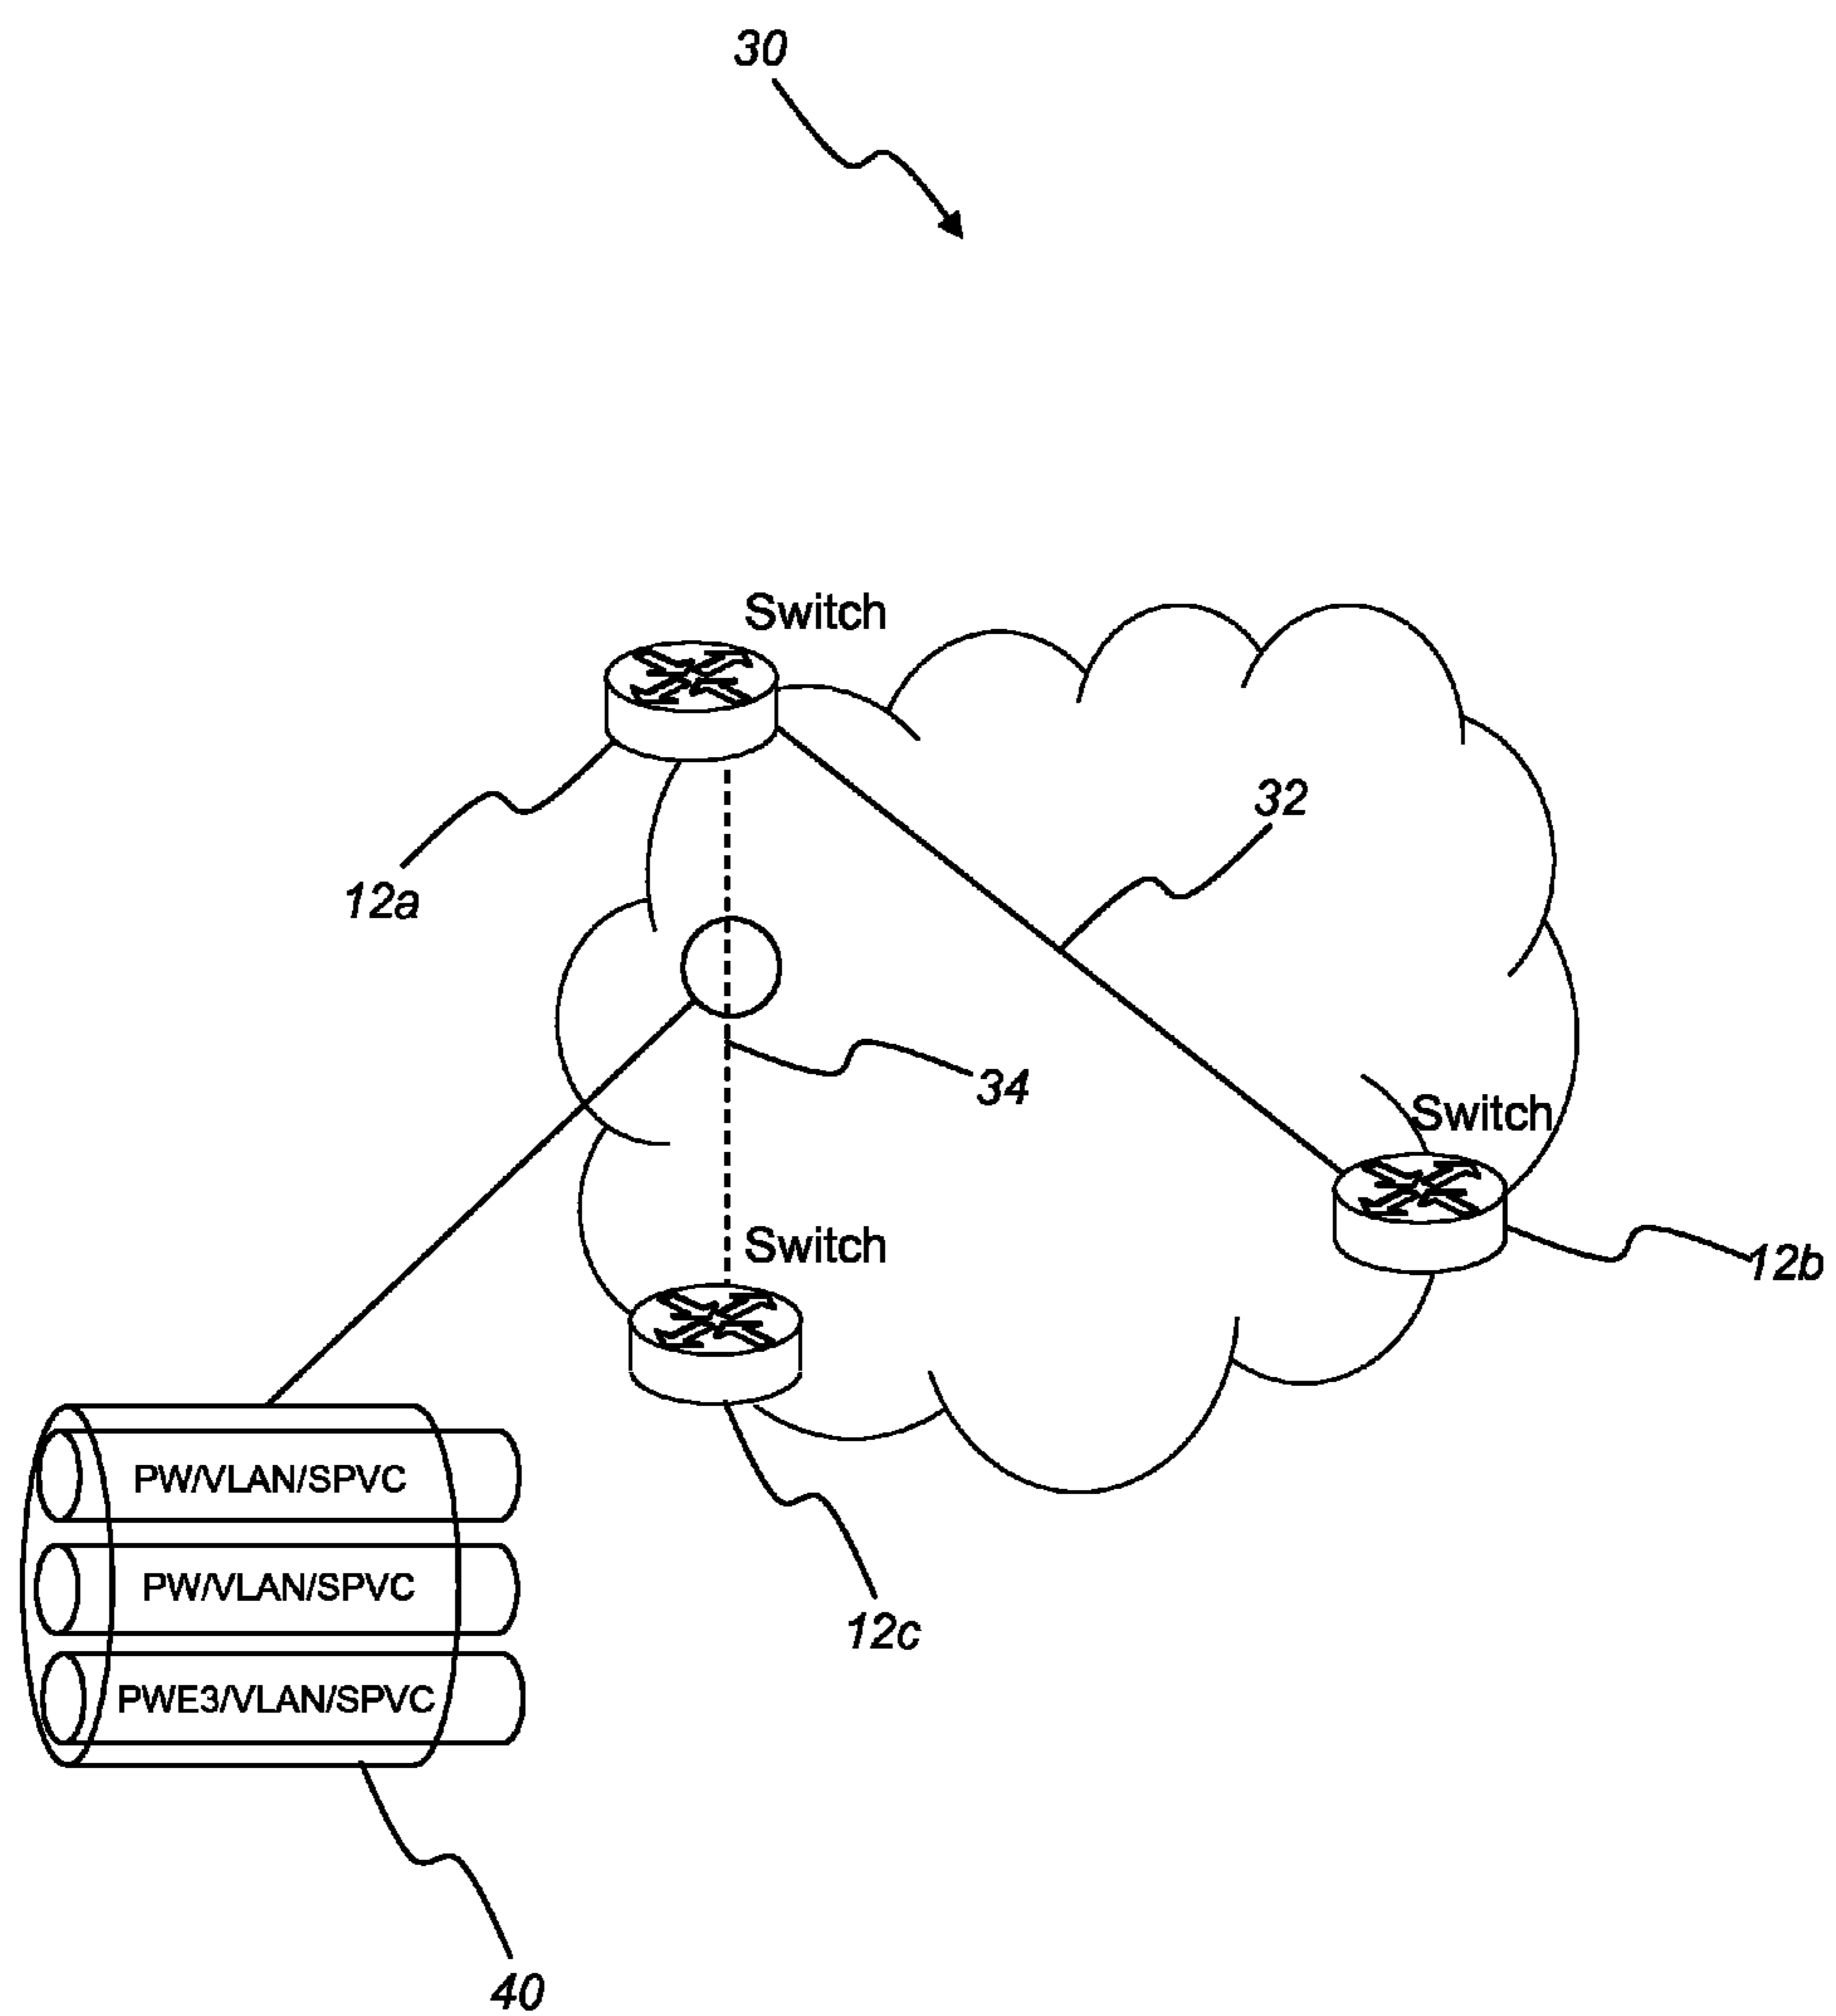 30
Switch
32
12a
34
Switch
Switch
12b
PW/VLAN/SPVC
PW/VLAN/SPVC
12c
PWE3/VLAN/SPVC
40